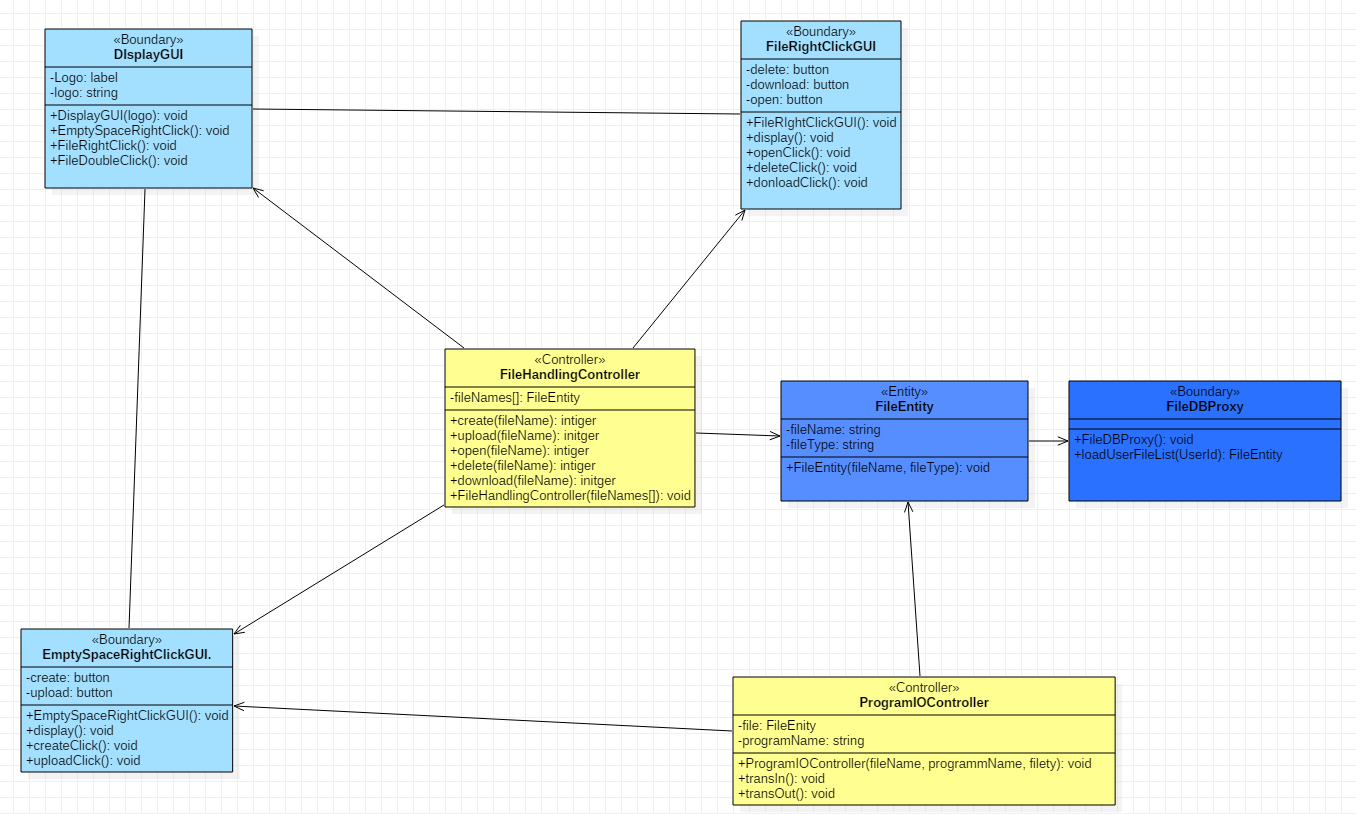 «Boundary»
DIsplayGUI
-Logo: label
-logo: string
+DisplayGUI(logo): void
+EmptySpaceRightClick(): void
+FileRightClick(): void
+FileDoubleClick(): void
«Boundary»
FileRightClickGUI
-delete: button
-download: button
-open: button
+FileRIghtClickGUI(): void
+display(): void
+openClick(): void
+deleteClick(): void
+donloadClick(): void
«Controller»
FileHandlingController
-fileNames[]: FileEntity
+create(fileName): intiger
+upload(fileName): initger
+open(fileName): intiger
+delete(fileName): intiger
+download(fileName): initger
+FileHandlingController(fileNames[]): void
«Entity»
FileEntity
-fileName: string
-fileType: string
+FileEntity(fileName, fileType): void
«Boundary»
FileDBProxy
+FileDBProxy(): void
+loadUserFileList(UserId): FileEntity
«Boundary»
EmptySpaceRightClickGUI.
-create: button
-upload: button
+EmptySpaceRightClickGUI(): void
+display(): void
+createClick(): void
+uploadClick(): void
«Controller»
ProgramIOController
-file: FileEnity
-programName: string
+ProgramIOController(fileName, programmName, filety): void
+transIn(): void
+transOut(): void